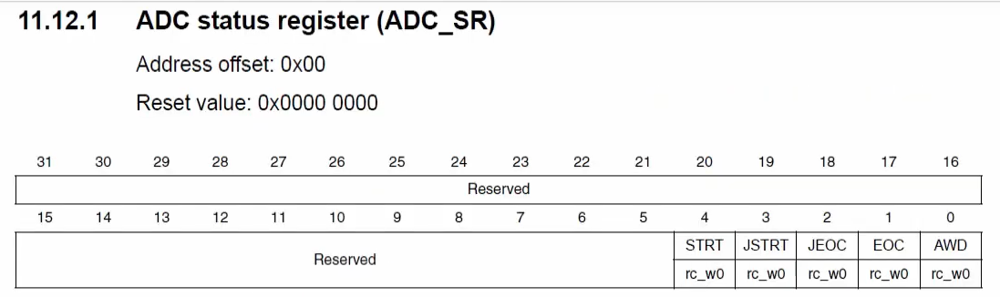 11.12.1 ADC status register (ADC_SR)
Address offset: 0x00
Reset value: 0x0000 0000
31 30 29 28 27 26 25 24 23 22 21 20 19 18 17 16
Reserved
15 14 13 12 11 10 9 8 7 6 5 4 3 2 1 0
Reserved STRT JSTRT JEOC EOC AWD
rc_w0 rc_w0 rc_w0 rc_w0 rc_w0